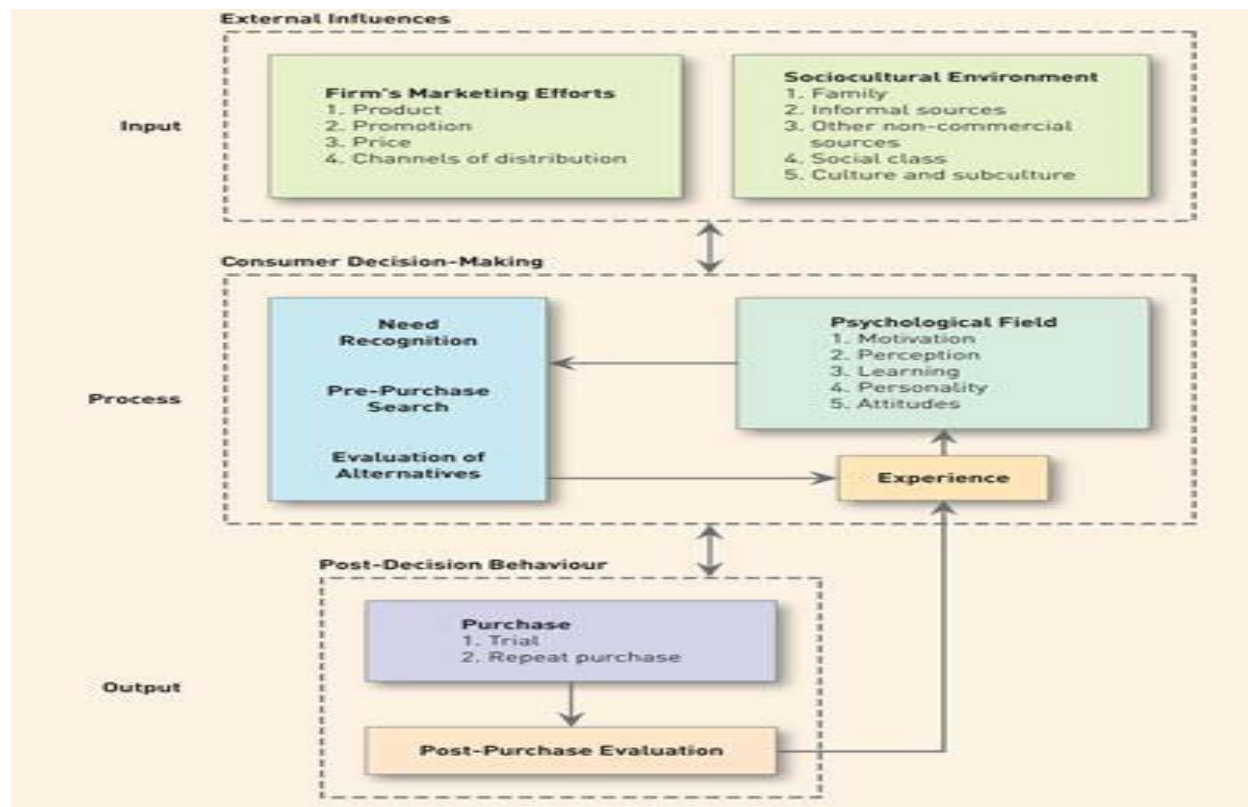 External Influences
Input
Firm's Marketing Efforts
1. Product
2. Promotion
3. Price
4. Channels of distribution
Sociocultural Environment
1. Family
2. Informal sources
3. Other non-commercial
sources
4. Social class
5. Culture and subculture
Consumer Decision-Making
Process
Need
Recognition
Pre-Purchase
Search
Evaluation of
Alternatives
Psychological Field
1. Motivation
2. Perception
3. Learning
4. Personality
5. Attitudes
Experience
Post-Decision Behaviour
Output
Purchase
1. Trial
2. Repeat purchase
Post-Purchase Evaluation